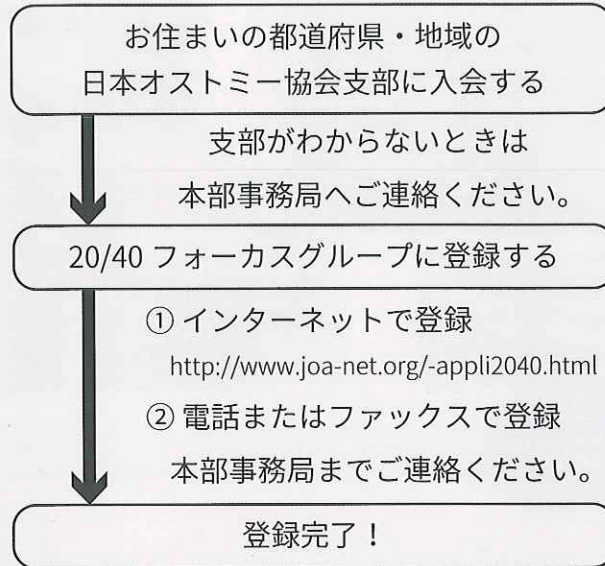 お住まいの都道府県・地域の
日本オストミー協会支部に入会する
支部がわからないときは
本部事務局へご連絡ください。
20/40 フォーカスグループに登録する
① インターネットで登録
http://www.joa-net.org/-appli2040.html
② 電話またはファックスで登録
本部事務局までご連絡ください。
登録完了！